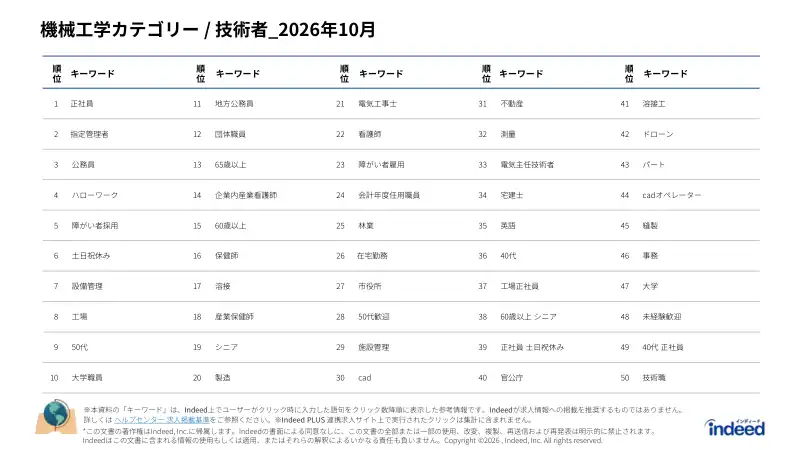 機械工学カテゴリー / 技術者_2026年10月
順位 キーワード 順位 キーワード 順位 キーワード 順位 キーワード 順位 キーワード
1 正社員 11 地方公務員 21 電気工事士 31 不動産 41 溶接工
2 指定管理者 12 団体職員 22 看護師 32 測量 42 ドローン
3 公務員 13 65歳以上 23 障がい者雇用 33 電気主任技術者 43 パート
4 ハローワーク 14 企業内産業看護師 24 会計年度任用職員 34 宅建士 44 cadオペレーター
5 障がい者採用 15 60歳以上 25 林業 35 英語 45 縫製
6 土日祝休み 16 保健師 26 在宅勤務 36 40代 46 事務
7 設備管理 17 溶接 27 市役所 37 工場正社員 47 大学
8 工場 18 産業保健師 28 50代歓迎 38 60歳以上 シニア 48 未経験歓迎
9 50代 19 シニア 29 施設管理 39 正社員 土日祝休み 49 40代 正社員
10 大学職員 20 製造 30 cad 40 官公庁 50 技術職
※本資料の「キーワード」は、Indeed上でユーザーがクリック時に入力した語句をクリック数降順に表示した参考情報です。Indeedが求人情報への掲載を推奨するものではありません。
詳しくは ヘルプセンター 求人掲載基準をご参照ください。※Indeed PLUS 連携求人サイト上で実行されたクリックは集計に含まれません。
*この文書の著作権はIndeed, Inc.に帰属します。Indeedの書面による同意なしに、この文書の全部または一部の使用、改変、複製、再送信および再発表は明示的に禁止されます。
Indeedはこの文書に含まれる情報の使用もしくは適用、またはそれらの解釈によるいかなる責任も負いません。Copyright ©2026 , Indeed, Inc. All rights reserved.
インディード
indeed